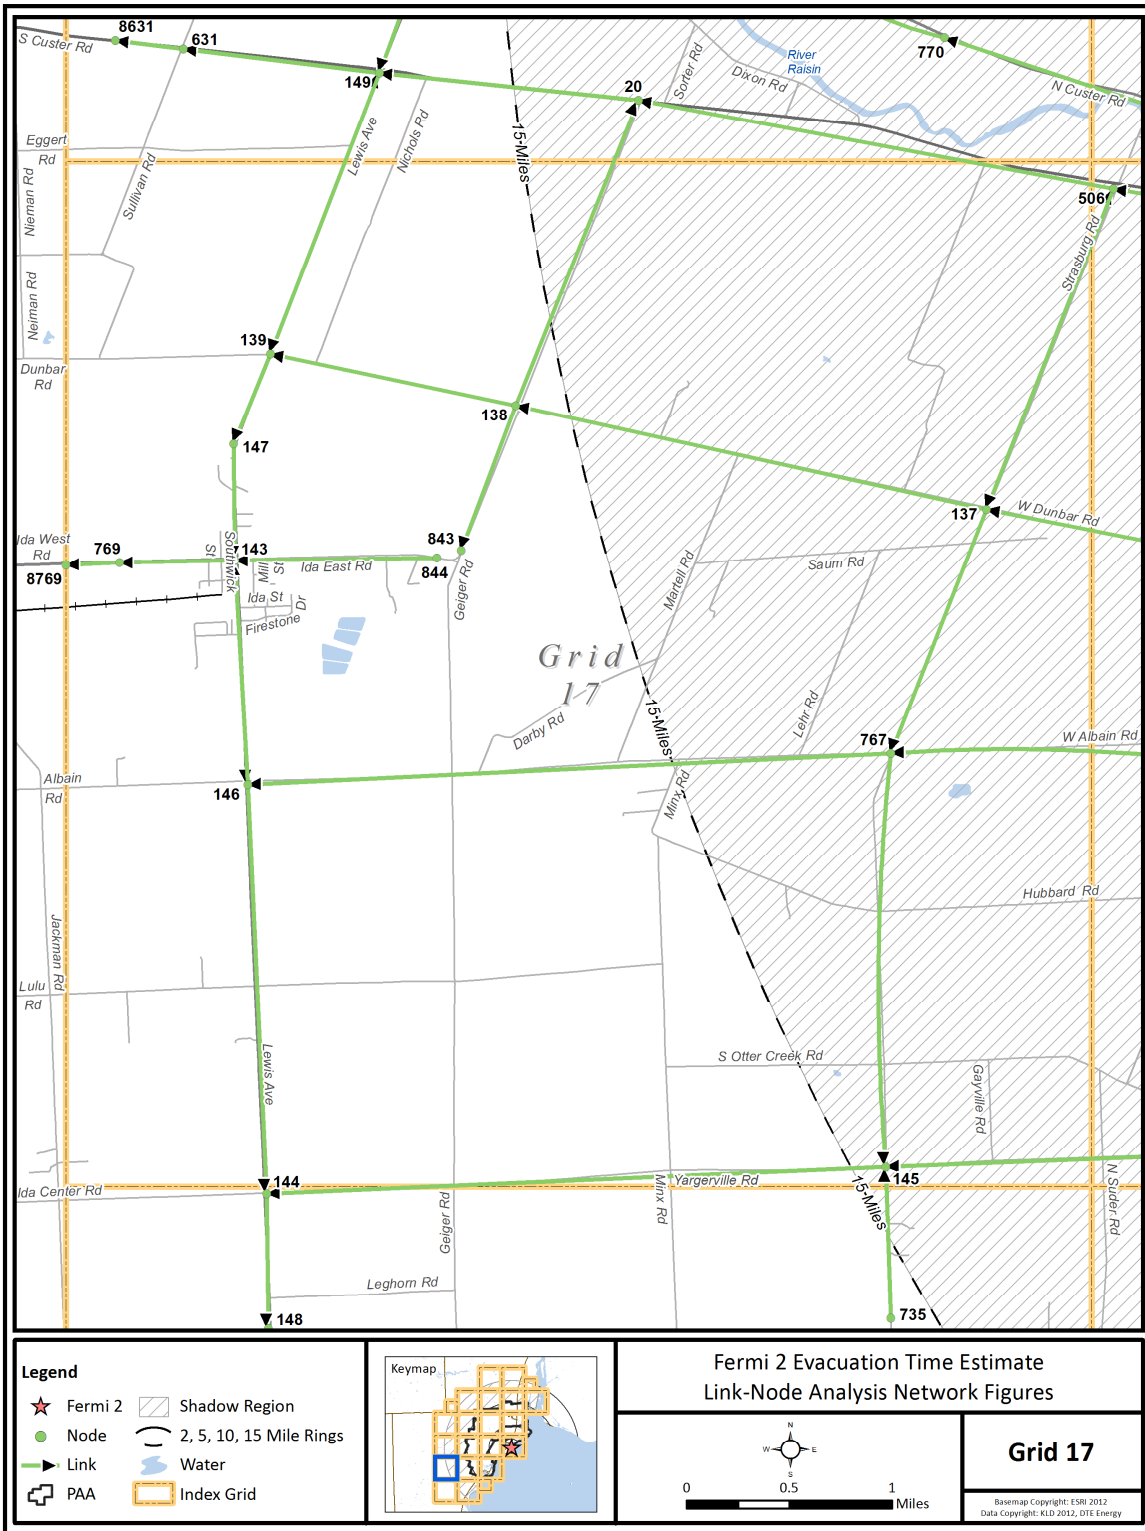 8631
S Custer Rd
631
149
20
Sorter Rd
Dixon Rd
River
Raisin
770
N Custer Rd
15-Miles
Eggert
Rd
Nieman Rd
Sullivan Rd
Lewis Ave
Nichols Rd
506
Strasburg Rd
Neiman Rd
139
Dunbar
Rd
138
147
137
W Dunbar Rd
Ida West
Rd
769
8769
St
Southwick
143
Mill
St
Ida East Rd
843
844
Geiger Rd
Ida St
Dr
Firestone
Martell Rd
Saum Rd
Grid
17
15-Miles
Darby Rd
Lehr Rd
767
W Albain Rd
Albain
Rd
146
Minx Rd
Hubbard Rd
Jackman Rd
Lulu
Rd
Lewis Ave
S Otter Creek Rd
Gayville Rd
144
Ida Center Rd
Yargerville Rd
145
15-Miles
Minx Rd
Geiger Rd
N Suder Rd
Leghorn Rd
148
735
Legend
Fermi 2
Shadow Region
Node
2, 5, 10, 15 Mile Rings
Link
Water
PAA
Index Grid
Keymap
Fermi 2 Evacuation Time Estimate
Link-Node Analysis Network Figures
N
W
E
S
0
0.5
1
Miles
Grid 17
Basemap Copyright: ESRI 2012
Data Copyright: KLD 2012, DTE Energy